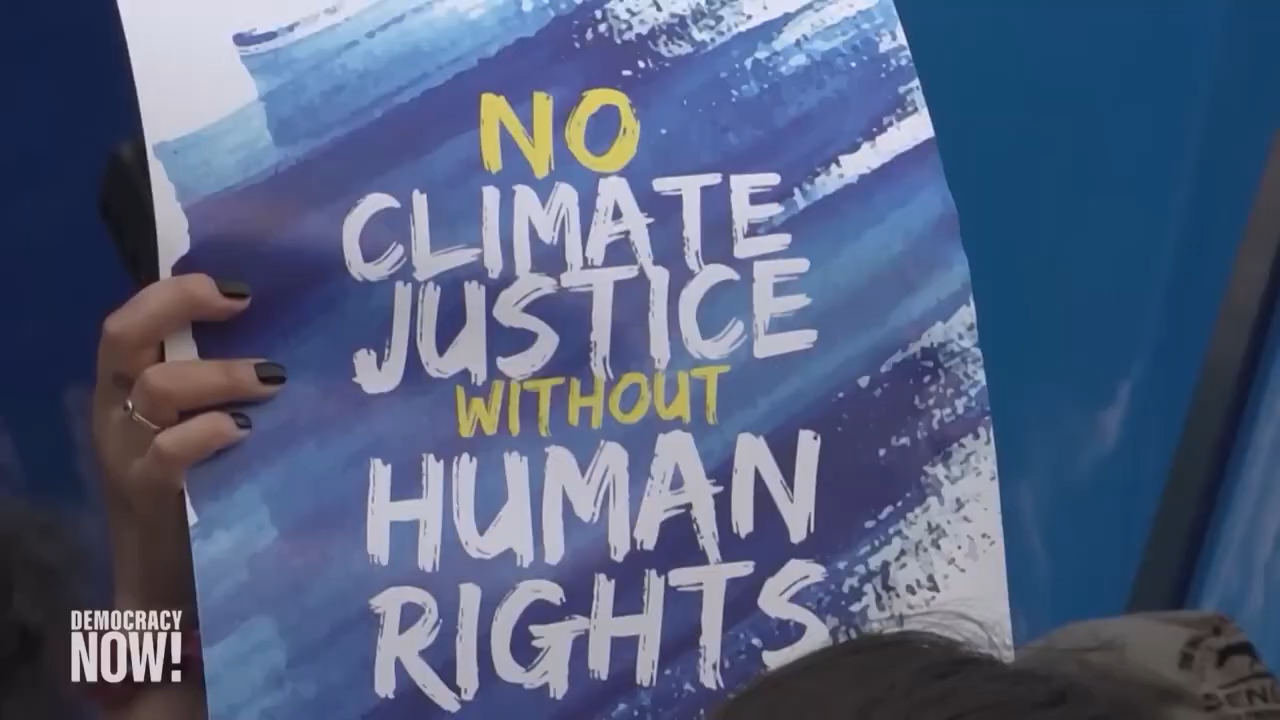 NO
CLIMATE
JUSTICE
WITHOUT
HUMAN
RIGHTS
DEMOCRACY
NOW!